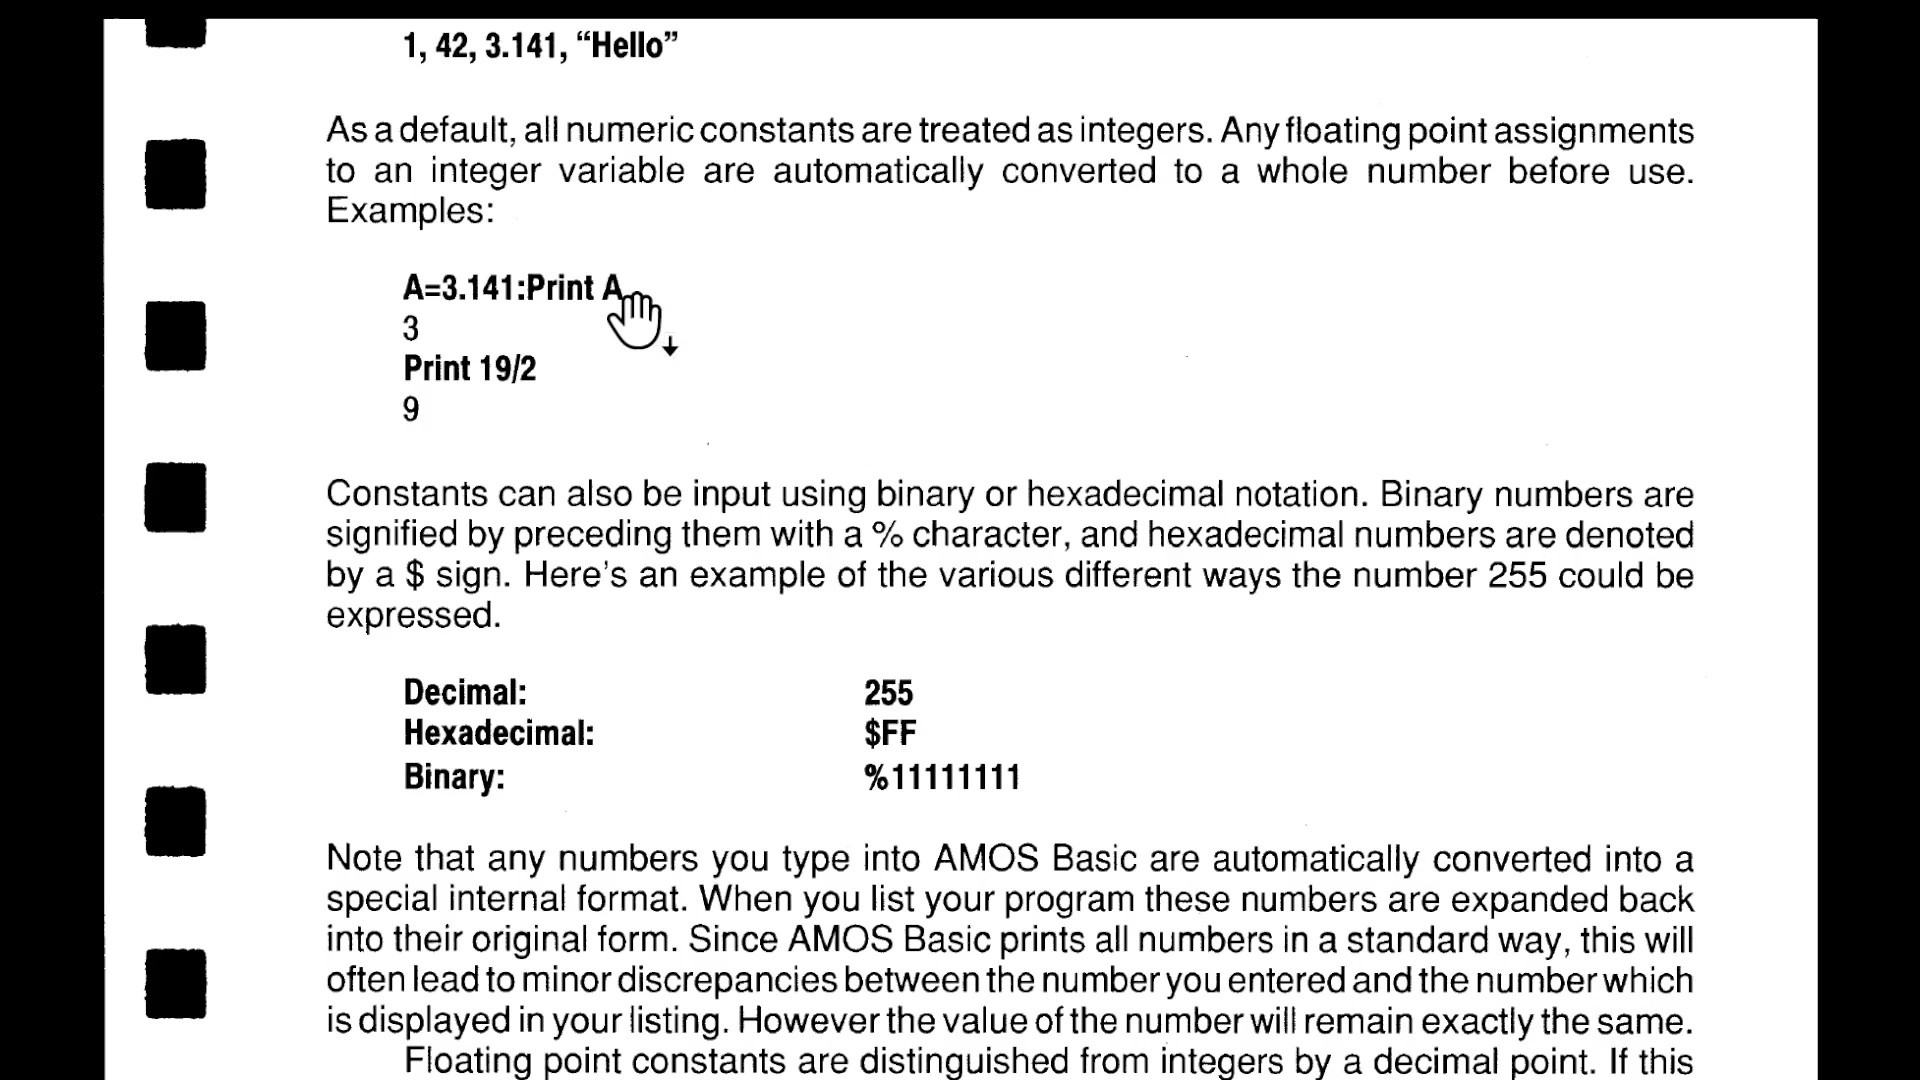 1, 42, 3.141, “Hello”
As a default, all numeric constants are treated as integers. Any floating point assignments
to an integer variable are automatically converted to a whole number before use.
Examples:
A=3.141:Print A
3
Print 19/2
9
Constants can also be input using binary or hexadecimal notation. Binary numbers are
signified by preceding them with a % character, and hexadecimal numbers are denoted
by a $ sign. Here’s an example of the various different ways the number 255 could be
expressed.
Decimal: 255
Hexadecimal: $FF
Binary: %11111111
Note that any numbers you type into AMOS Basic are automatically converted into a
special internal format. When you list your program these numbers are expanded back
into their original form. Since AMOS Basic prints all numbers in a standard way, this will
often lead to minor discrepancies between the number you entered and the number which
is displayed in your listing. However the value of the number will remain exactly the same.
Floating point constants are distinguished from integers by a decimal point. If this